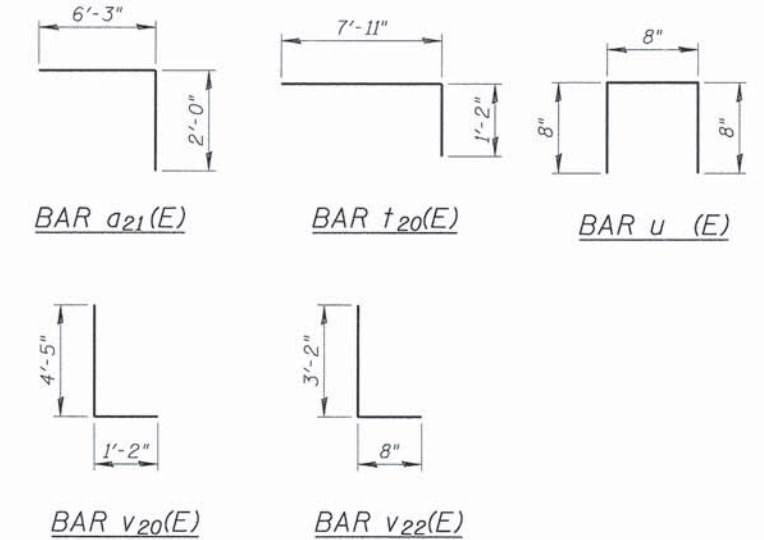 6'-3"
2'-0"
BAR a21(E)
7'-11"
1'-2"
BAR t20(E)
8"
8"
8"
BAR u (E)
4'-5"
1'-2"
BAR v20(E)
3'-2"
8"
BAR v22(E)